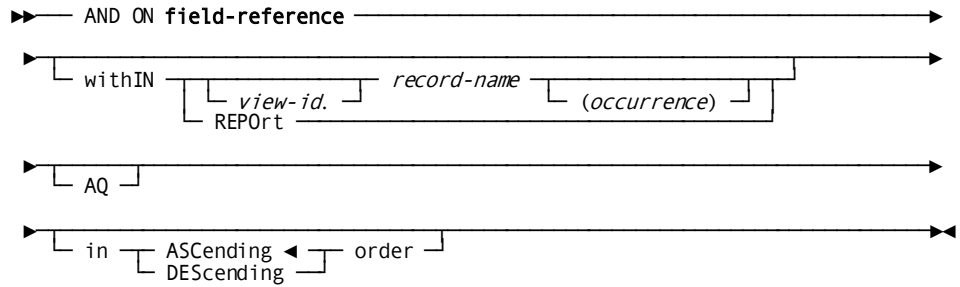 AND ON field-reference
withIN view-id. record-name (occurrence)
REPOrt
AQ
in ASCending ◄ order
DEScending